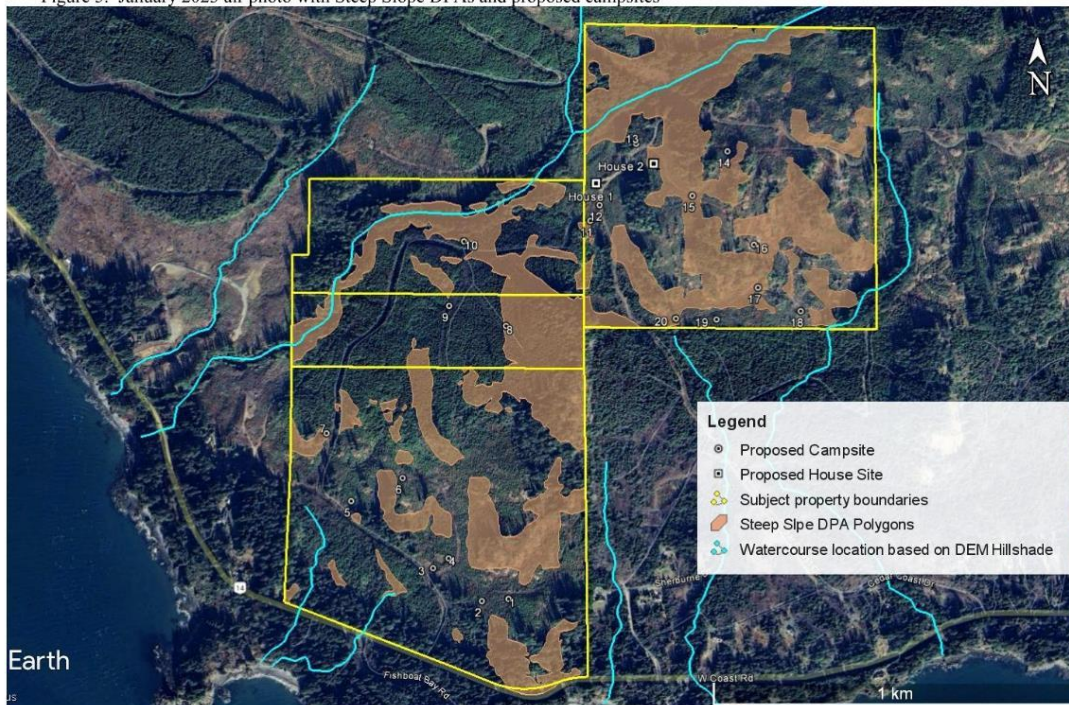 Figure 3. January 2023 air photo with Steep Slope DPAs and proposed campsites
N
13
House 2
14
House 1
12
15
11
10
16
17
9
20
19
18
8
7
6
5
4
3
2
1
Legend
Proposed Campsite
Proposed House Site
Subject property boundaries
Steep Slpe DPA Polygons
Watercourse location based on DEM Hillshade
14
Earth
us
Fishboat Bay Rd
W Coast Rd
1 km